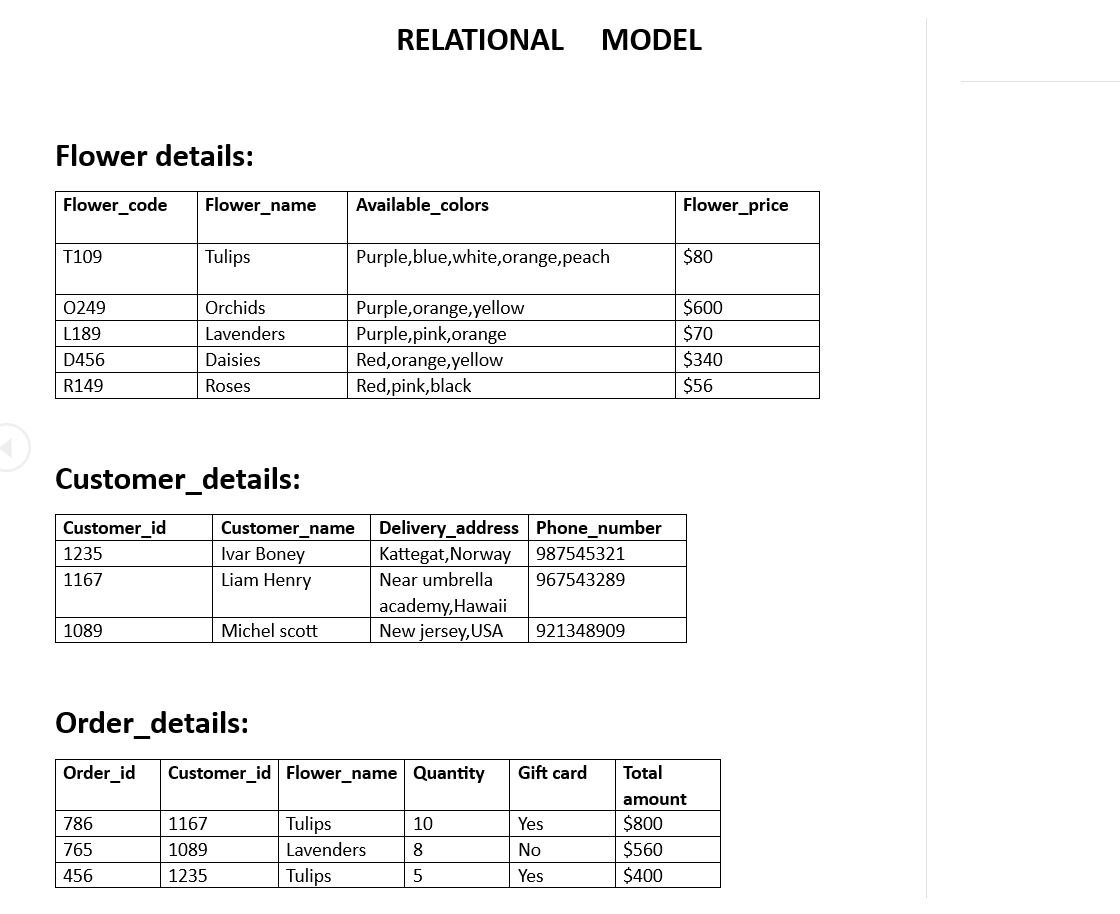 RELATIONAL MODEL
Flower details:
Flower_code Flower_name Available_colors Flower_price
T109 Tulips Purple,blue,white,orange,peach $80
O249 Orchids Purple,orange,yellow $600
L189 Lavenders Purple,pink,orange $70
D456 Daisies Red,orange,yellow $340
R149 Roses Red,pink,black $56
Customer_details:
Customer_id Customer_name Delivery_address Phone_number
1235 Ivar Boney Kattegat,Norway 987545321
1167 Liam Henry Near umbrella 967543289
academy,Hawaii
1089 Michel scott New jersey,USA 921348909
Order_details:
Order_id Customer_id Flower_name Quantity Gift card Total
amount
786 1167 Tulips 10 Yes $800
765 1089 Lavenders 8 No $560
456 1235 Tulips 5 Yes $400